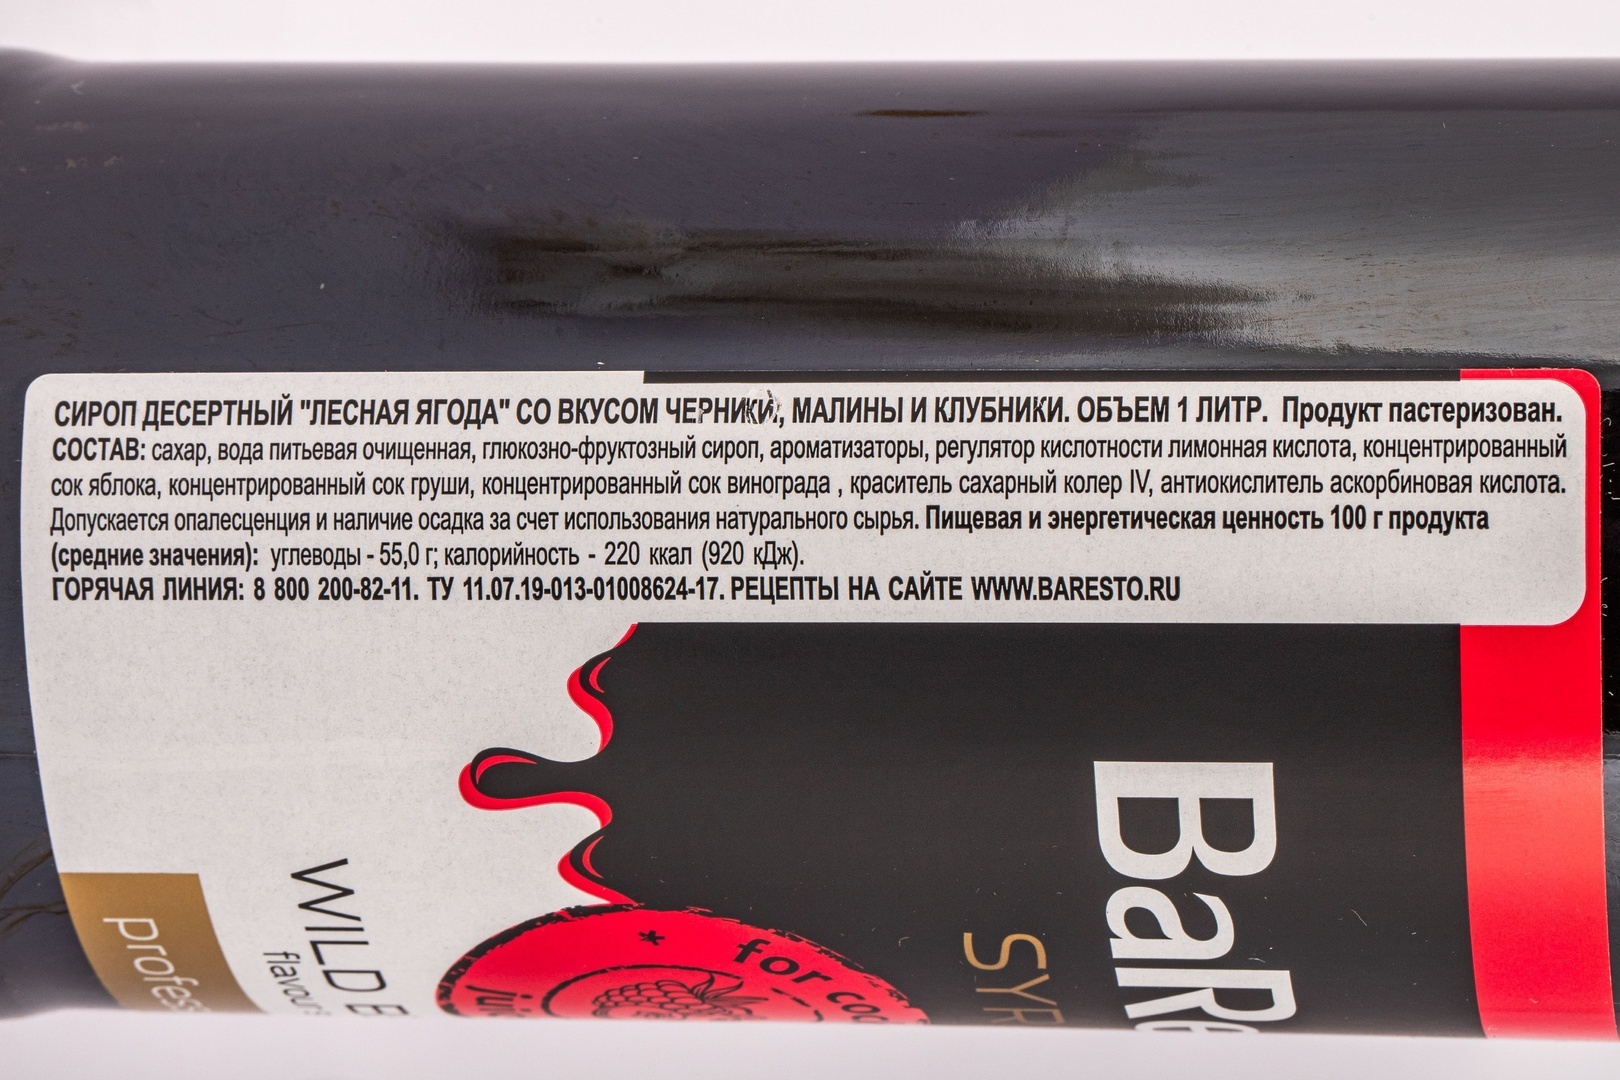 СИРОП ДЕСЕРТНЫЙ "ЛЕСНАЯ ЯГОДА" СО ВКУСОМ ЧЕРНИКИ, МАЛИНЫ И КЛУБНИКИ. ОБЪЕМ 1 ЛИТР. Продукт пастеризован.
СОСТАВ: сахар, вода питьевая очищенная, глюкозно-фруктозный сироп, ароматизаторы, регулятор кислотности лимонная кислота, концентрированный
сок яблока, концентрированный сок груши, концентрированный сок винограда , краситель сахарный колер IV, антиокислитель аскорбиновая кислота.
Допускается опалесценция и наличие осадка за счет использования натурального сырья. Пищевая и энергетическая ценность 100 г продукта
(средние значения): углеводы - 55,0 г; калорийность - 220 ккал (920 кДж).
ГОРЯЧАЯ ЛИНИЯ: 8 800 200-82-11. ТУ 11.07.19-013-01008624-17. РЕЦЕПТЫ НА САЙТЕ WWW.BARESTO.RU
BaRe
SYR
for coc
juic
WILD B
flavour
profes